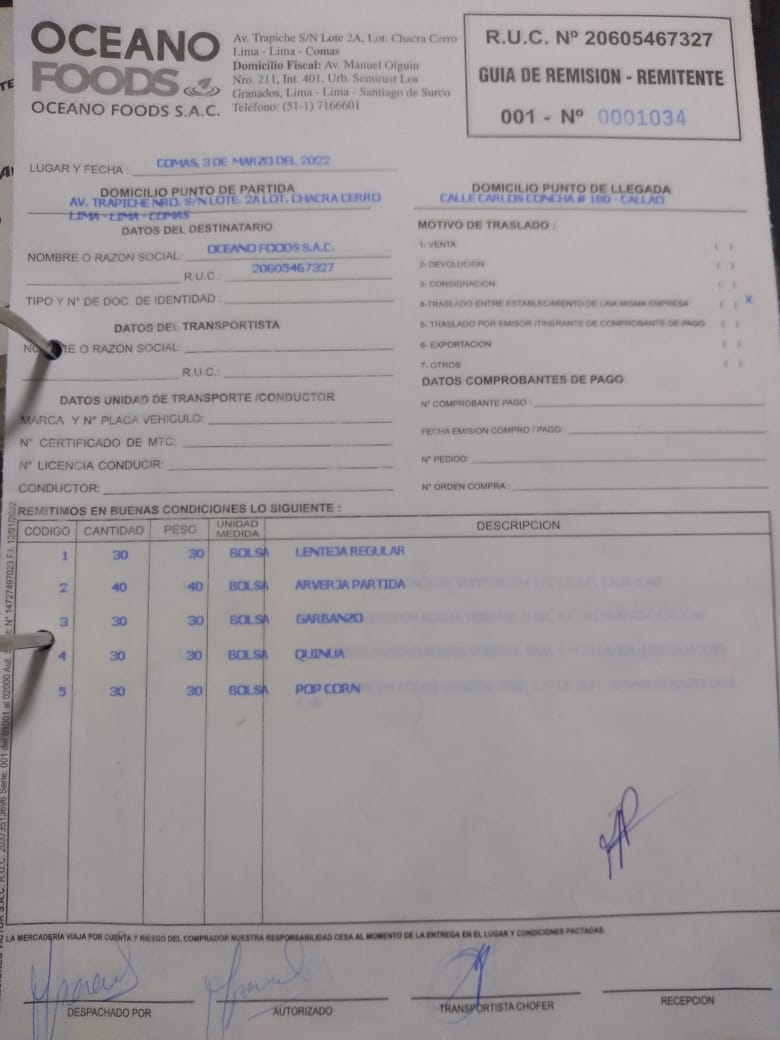 OCEANO
FOODS
OCEANO FOODS S.A.C.
Av. Trapiche S/N Lote 2A, Lot. Chacra Cerro
Lima - Lima - Comas
Domicilio Fiscal: Av. Manuel Olguin
Nro. 211, Int. 401, Urb. Semirust Los
Granados, Lima - Lima - Santiago de Surco
Teléfono: (51-1) 7166601
R.U.C. Nº 20605467327
GUIA DE REMISION - REMITENTE
001 - Nº 0001034
LUGAR Y FECHA : COMAS, 3 DE MARZO DEL 2022
DOMICILIO PUNTO DE PARTIDA
AV. TRAPICHE NRO. S/N LOTE. 2A LOT. CHACRA CERRO
LIMA - LIMA - COMAS
DATOS DEL DESTINATARIO
NOMBRE O RAZON SOCIAL: OCEANO FOODS S.A.C.
R.U.C.: 20605467327
TIPO Y Nº DE DOC. DE IDENTIDAD :
DATOS DEL TRANSPORTISTA
RE O RAZON SOCIAL:
R.U.C.:
DATOS UNIDAD DE TRANSPORTE /CONDUCTOR
MARCA Y Nº PLACA VEHICULO:
Nº CERTIFICADO DE MTC:
Nº LICENCIA CONDUCIR:
CONDUCTOR:
DOMICILIO PUNTO DE LLEGADA
CALLE CARLOS CONCHA # 180 - CALLAO
MOTIVO DE TRASLADO :
1- VENTA ( )
2- DEVOLUCION ( )
3- CONSIGNACION ( )
4-TRASLADO ENTRE ESTABLECIMIENTO DE UNA MISMA EMPRESA ( ) X
5- TRASLADO POR EMISOR ITINERANTE DE COMPROBANTE DE PAGO ( )
6- EXPORTACION ( )
7- OTROS ( )
DATOS COMPROBANTES DE PAGO
Nº COMPROBANTE PAGO :
FECHA EMISION COMPRO / PAGO :
Nº PEDIDO:
Nº ORDEN COMPRA :
REMITIMOS EN BUENAS CONDICIONES LO SIGUIENTE :
CODIGO CANTIDAD PESO UNIDAD MEDIDA DESCRIPCION
1 30 30 BOLSA LENTEJA REGULAR
2 40 40 BOLSA ARVERJA PARTIDA
3 30 30 BOLSA GARBANZO
4 30 30 BOLSA QUINUA
5 30 30 BOLSA POP CORN
LA MERCADERÍA VIAJA POR CUENTA Y RIESGO DEL COMPRADOR NUESTRA RESPONSABILIDAD CESA AL MOMENTO DE LA ENTREGA EN EL LUGAR Y CONDICIONES PACTADAS.
DESPACHADO POR
AUTORIZADO
TRANSPORTISTA CHOFER
RECEPCION